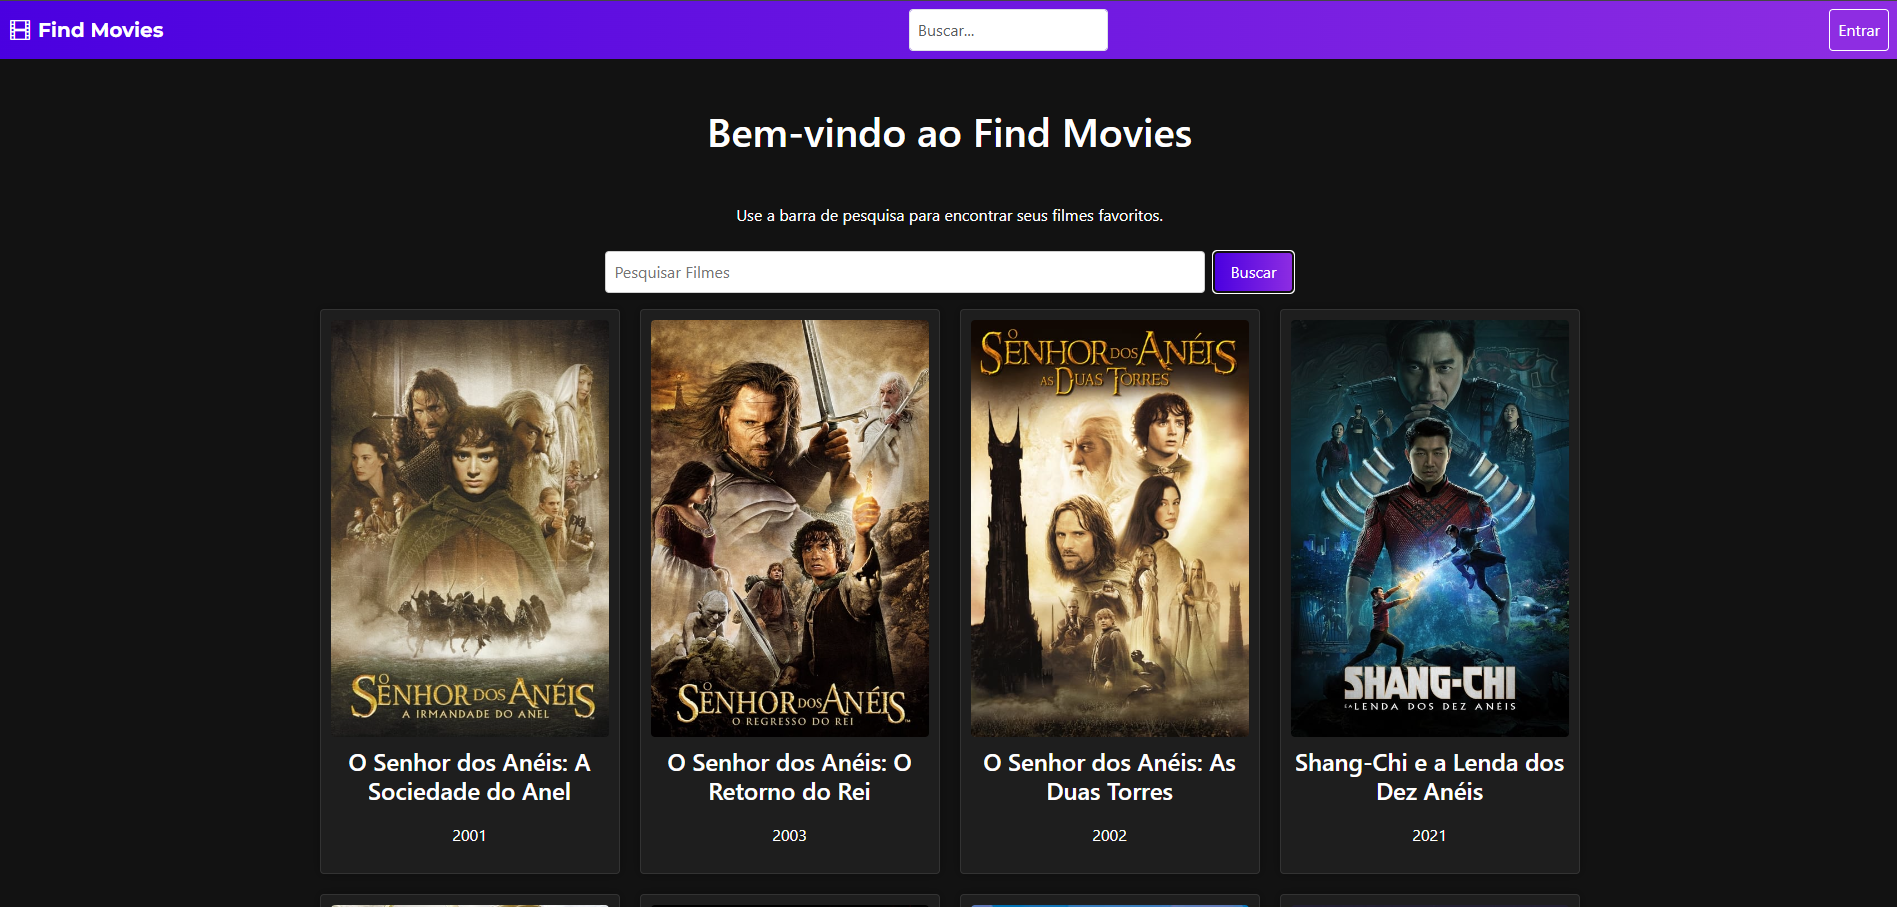 Find Movies
Buscar...
Entrar
Bem-vindo ao Find Movies
Use a barra de pesquisa para encontrar seus filmes favoritos.
Pesquisar Filmes
Buscar
O
SENHOR DOS ANÉIS
A IRMANDADE DO ANEL
O
SENHOR DOS ANÉIS
O REGRESSO DO REI
O
SENHOR DOS ANÉIS
AS DUAS TORRES
SHANG-CHI
E A LENDA DOS DEZ ANÉIS
O Senhor dos Anéis: A
Sociedade do Anel
2001
O Senhor dos Anéis: O
Retorno do Rei
2003
O Senhor dos Anéis: As
Duas Torres
2002
Shang-Chi e a Lenda dos
Dez Anéis
2021